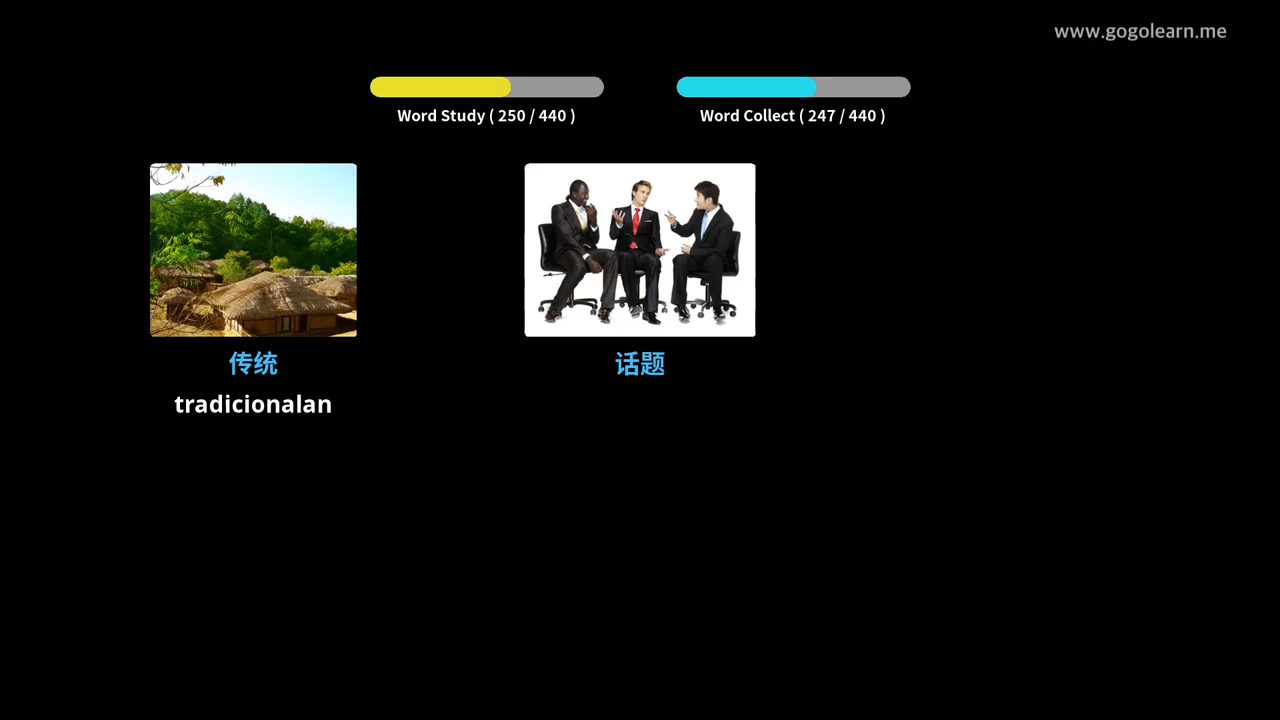 www.gogolearn.me
Word Study ( 250 / 440 )
Word Collect ( 247 / 440 )
传统
话题
tradicionalan